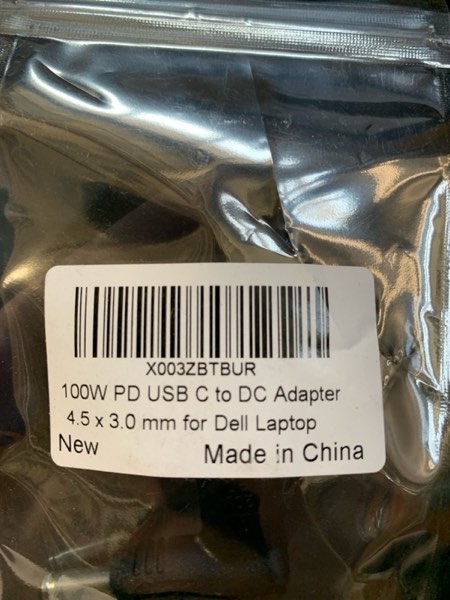 X003ZBTBUR
100W PD USB C to DC Adapter
4.5 x 3.0 mm for Dell Laptop
New
Made in China